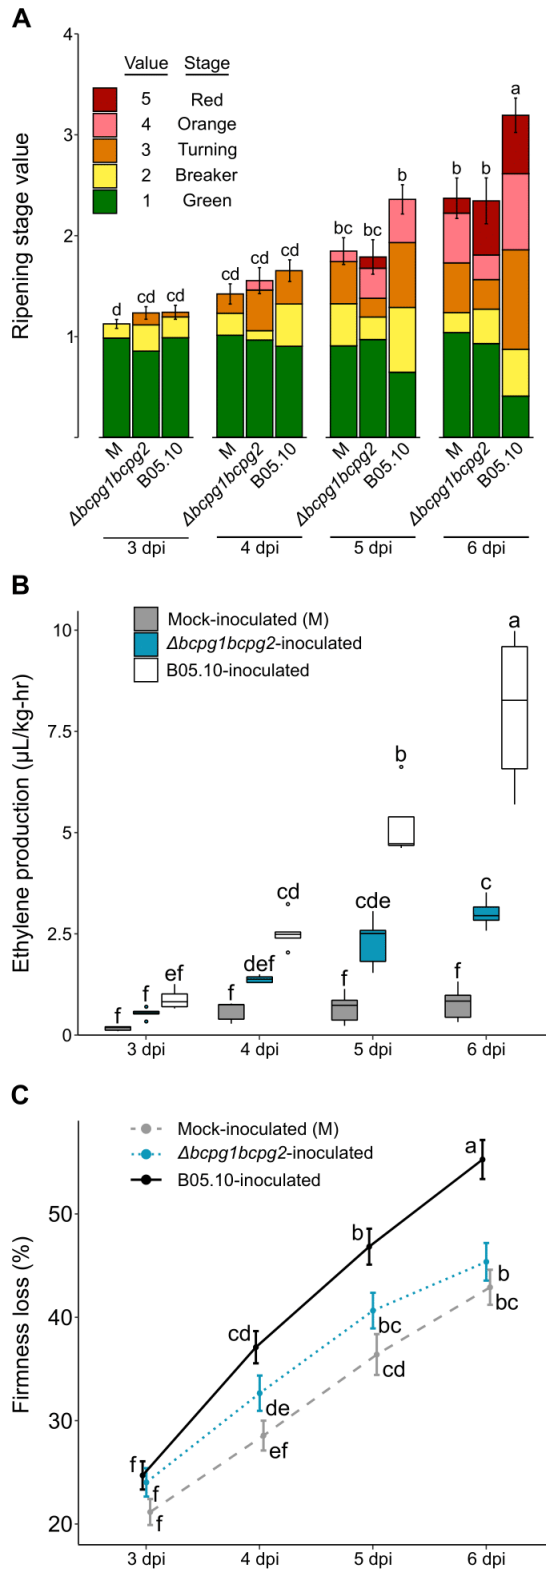 A
Ripening stage value
4
3
2
1
Value Stage
5 Red
4 Orange
3 Turning
2 Breaker
1 Green
d cd cd
cd cd cd
bc bc b
b b a
M Δbcpg1bcpg2 B05.10
M Δbcpg1bcpg2 B05.10
M Δbcpg1bcpg2 B05.10
M Δbcpg1bcpg2 B05.10
3 dpi 4 dpi 5 dpi 6 dpi
B
Ethylene production (µL/kg-hr)
10
7.5
5
2.5
0
Mock-inoculated (M)
Δbcpg1bcpg2-inoculated
B05.10-inoculated
f f ef
f def cd
f cde b
f c a
3 dpi 4 dpi 5 dpi 6 dpi
C
Firmness loss (%)
50
40
30
20
Mock-inoculated (M)
Δbcpg1bcpg2-inoculated
B05.10-inoculated
f f f
cd de ef
b bc cd
a b bc
3 dpi 4 dpi 5 dpi 6 dpi